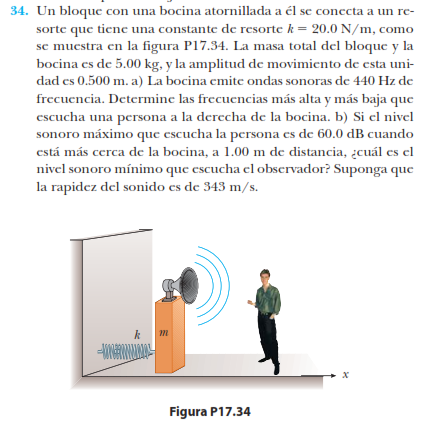 34. Un bloque con una bocina atornillada a él se conecta a un re-
sorte que tiene una constante de resorte k = 20.0 N/m, como
se muestra en la figura P17.34. La masa total del bloque y la
bocina es de 5.00 kg, y la amplitud de movimiento de esta uni-
dad es 0.500 m. a) La bocina emite ondas sonoras de 440 Hz de
frecuencia. Determine las frecuencias más alta y más baja que
escucha una persona a la derecha de la bocina. b) Si el nivel
sonoro máximo que escucha la persona es de 60.0 dB cuando
está más cerca de la bocina, a 1.00 m de distancia, ¿cuál es el
nivel sonoro mínimo que escucha el observador? Suponga que
la rapidez del sonido es de 343 m/s.
k
m
x
Figura P17.34